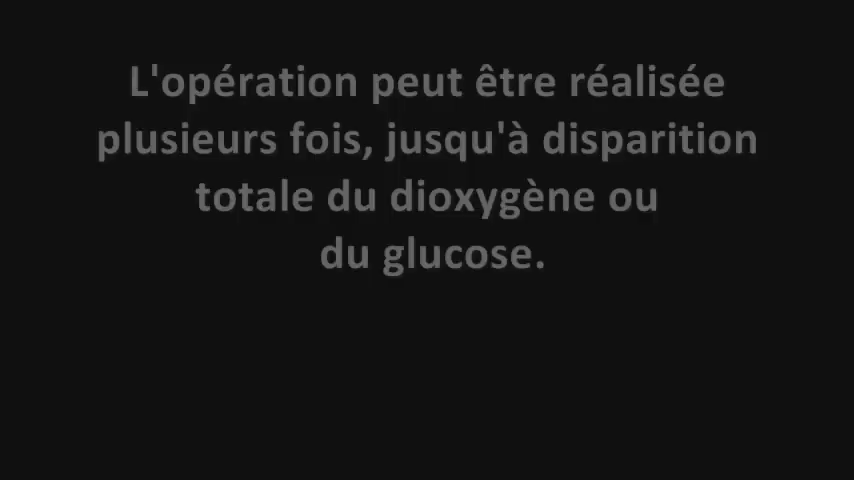 L'opération peut être réalisée
plusieurs fois, jusqu'à disparition
totale du dioxygène ou
du glucose.